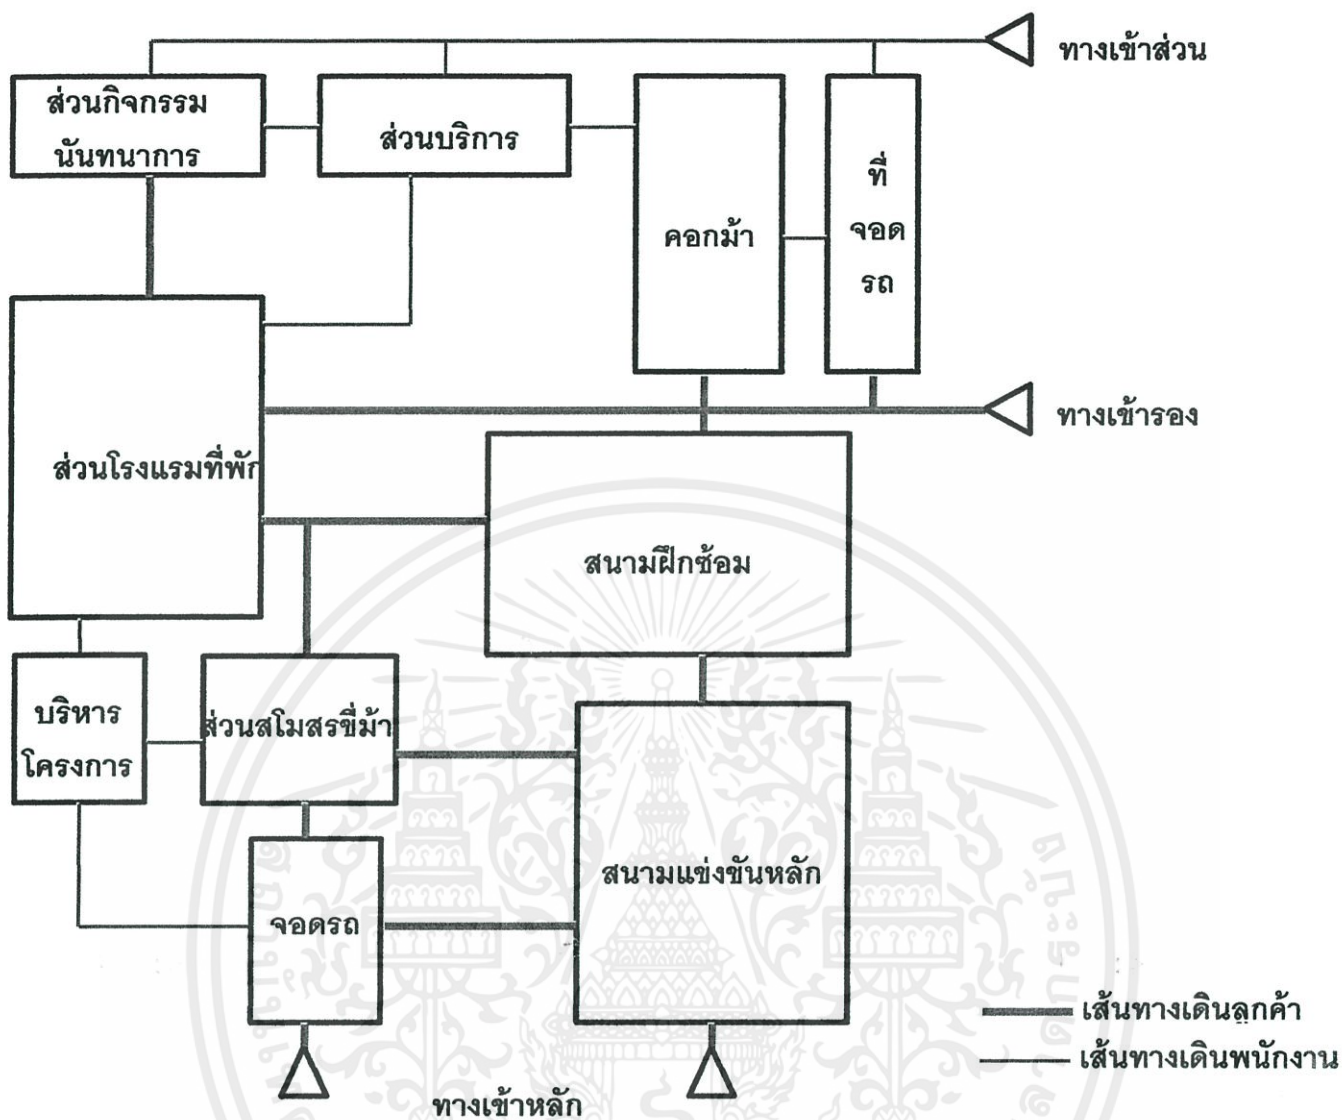 ทางเข้าส่วน
ส่วนกิจกรรม
นันทนาการ
ส่วนบริการ
คอกม้า
ที่
จอด
รถ
ทางเข้ารอง
ส่วนโรงแรมที่พัก
สนามฝึกซ้อม
บริหาร
โครงการ
ส่วนสโมสรขี่ม้า
สนามแข่งขันหลัก
จอดรถ
เส้นทางเดินลูกค้า
เส้นทางเดินพนักงาน
ทางเข้าหลัก